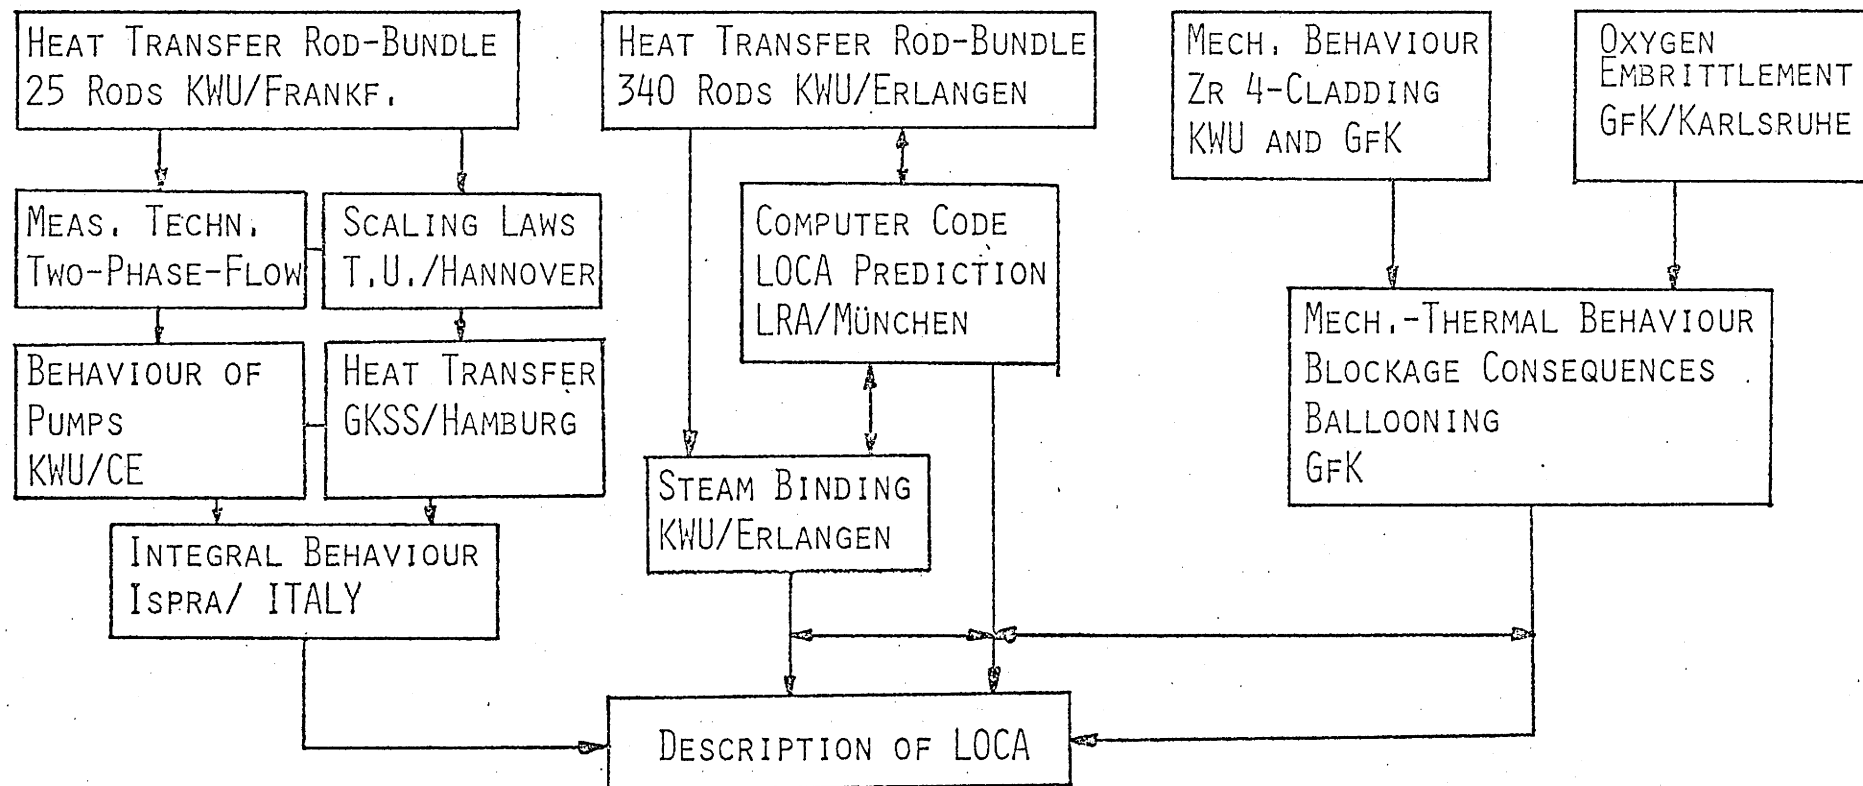 HEAT TRANSFER ROD-BUNDLE
25 RODS KWU/FRANKF.
HEAT TRANSFER ROD-BUNDLE
340 RODS KWU/ERLANGEN
MECH. BEHAVIOUR
ZR 4-CLADDING
KWU AND GFK
OXYGEN
EMBRITTLEMENT
GFK/KARLSRUHE
MEAS. TECHN.
TWO-PHASE-FLOW
SCALING LAWS
T.U./HANNOVER
COMPUTER CODE
LOCA PREDICTION
LRA/MÜNCHEN
BEHAVIOUR OF
PUMPS
KWU/CE
HEAT TRANSFER
GKSS/HAMBURG
MECH.-THERMAL BEHAVIOUR
BLOCKAGE CONSEQUENCES
BALLOONING
GFK
STEAM BINDING
KWU/ERLANGEN
INTEGRAL BEHAVIOUR
ISPRA/ ITALY
DESCRIPTION OF LOCA